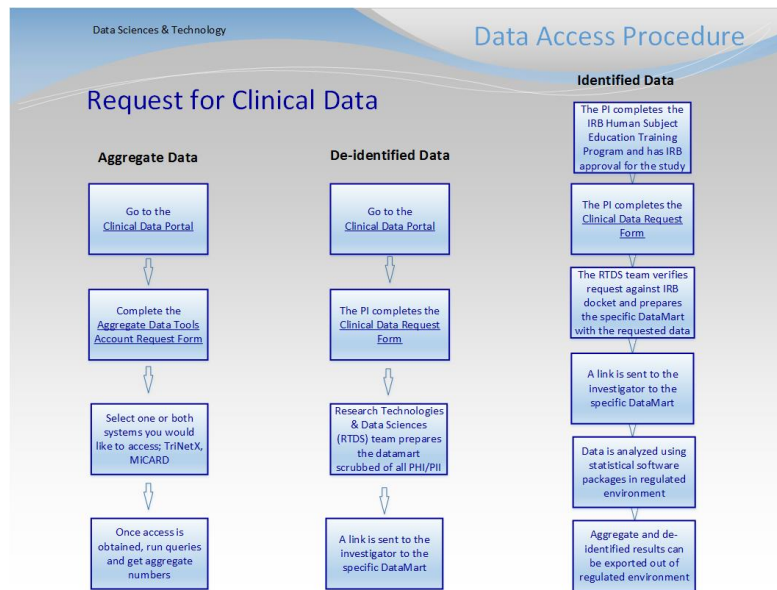 Data Sciences & Technology
Data Access Procedure
Request for Clinical Data
Aggregate Data
Go to the
Clinical Data Portal
Complete the
Aggregate Data Tools
Account Request Form
Select one or both
systems you would
like to access; TriNetX,
MiCARD
Once access is
obtained, run queries
and get aggregate
numbers
De-identified Data
Go to the
Clinical Data Portal
The PI completes the
Clinical Data Request
Form
Research Technologies
& Data Sciences
(RTDS) team prepares
the datamart
scrubbed of all PHI/PII
A link is sent to the
investigator to the
specific DataMart
Identified Data
The PI completes the
IRB Human Subject
Education Training
Program and has IRB
approval for the study
The PI completes the
Clinical Data Request
Form
The RTDS team verifies
request against IRB
docket and prepares
the specific DataMart
with the requested data
A link is sent to the
investigator to the
specific DataMart
Data is analyzed using
statistical software
packages in regulated
environment
Aggregate and de-
identified results can
be exported out of
regulated environment